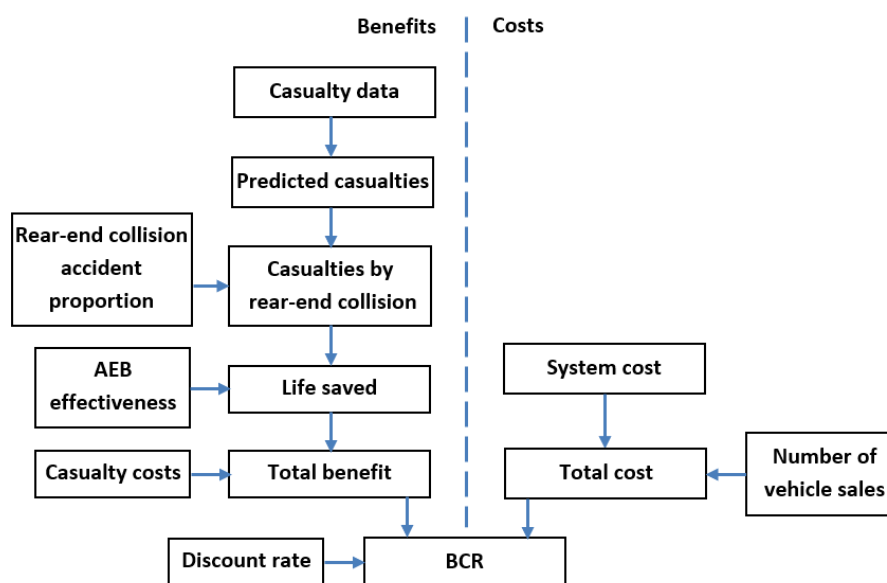 Benefits
Costs
Casualty data
Predicted casualties
Rear-end collision
accident
proportion
Casualties by
rear-end collision
AEB
effectiveness
Life saved
System cost
Casualty costs
Total benefit
Total cost
Number of
vehicle sales
Discount rate
BCR